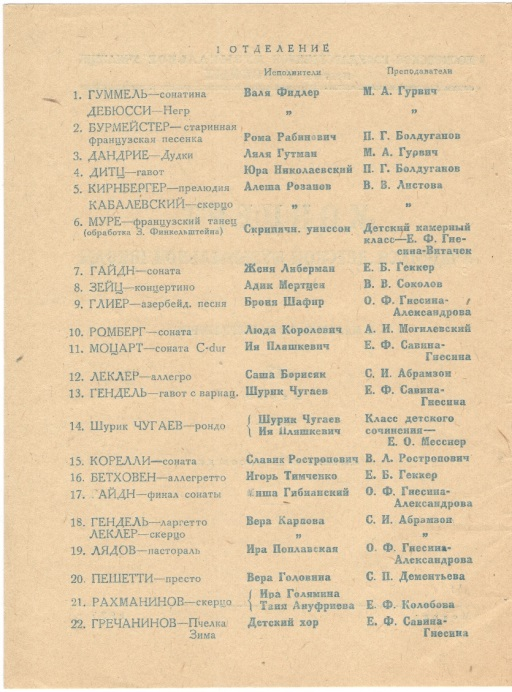 I ОТДЕЛЕНИЕ
Исполнители Преподаватели
1. ГУММЕЛЬ—сонатина Валя Фидлер М. А. Гурвич
ДЕБЮССИ—Негр „ „
2. БУРМЕЙСТЕР—старинная
французская песенка Рома Рабинович П. Г. Болдуганов
3. ДАНДРИЕ—Дудки Ляля Гутман М. А. Гурвич
4. ДИТЦ—гавот Юра Николаевский П. Г. Болдуганов
5. КИРНБЕРГЕР—прелюдия Алеша Розанов В. В. Листова
КАБАЛЕВСКИЙ—скерцо „ „
6. МУРЕ—французский танец Скрипичн. унисон Детский камерный
(обработка Э. Финкельштейна) класс—Е. Ф. Гне-
сина-Витачек
7. ГАЙДН—соната Женя Либерман Е. Б. Геккер
8. ЗЕЙЦ—концертино Адик Мертцен В. В. Соколов
9. ГЛИЕР—азербейд. песня Броня Шафир О. Ф. Гнесина-
Александрова
10. РОМБЕРГ—соната Люда Королевич А. И. Могилевский
11. МОЦАРТ—соната C-dur Ия Пляшкевич Е. Ф. Савина-
Гнесина
12. ЛЕКЛЕР—аллегро Саша Борисяк С. И. Абрамзон
13. ГЕНДЕЛЬ—гавот с вариац. Шурик Чугаев Е. Ф. Савина-
Гнесина
14. Шурик ЧУГАЕВ—рондо { Шурик Чугаев Класс детского
Ия Пляшкевич сочинения—
Е. О. Месснер
15. КОРЕЛЛИ—соната Славик Ростропович В. Л. Ростропович
16. БЕТХОВЕН—аллегретто Игорь Тимченко Е. Б. Геккер
17. ГАЙДН—финал сонаты Гибианский О. Ф. Гнесина-
Александрова
18. ГЕНДЕЛЬ—ларгетто Вера Карпова С. И. Абрамзон
ЛЕКЛЕР—скерцо „ „
19. ЛЯДОВ—пастораль Ира Поплавская О. Ф. Гнесина-
Александрова
20. ПЕШЕТТИ—престо Вера Головина С. П. Дементьева
{ Ира Голямина
21. РАХМАНИНОВ—скерцо Таня Ануфриева Е. Ф. Колобова
22. ГРЕЧАНИНОВ—Пчелка Детский хор Е. Ф. Савина-
Зима Гнесина